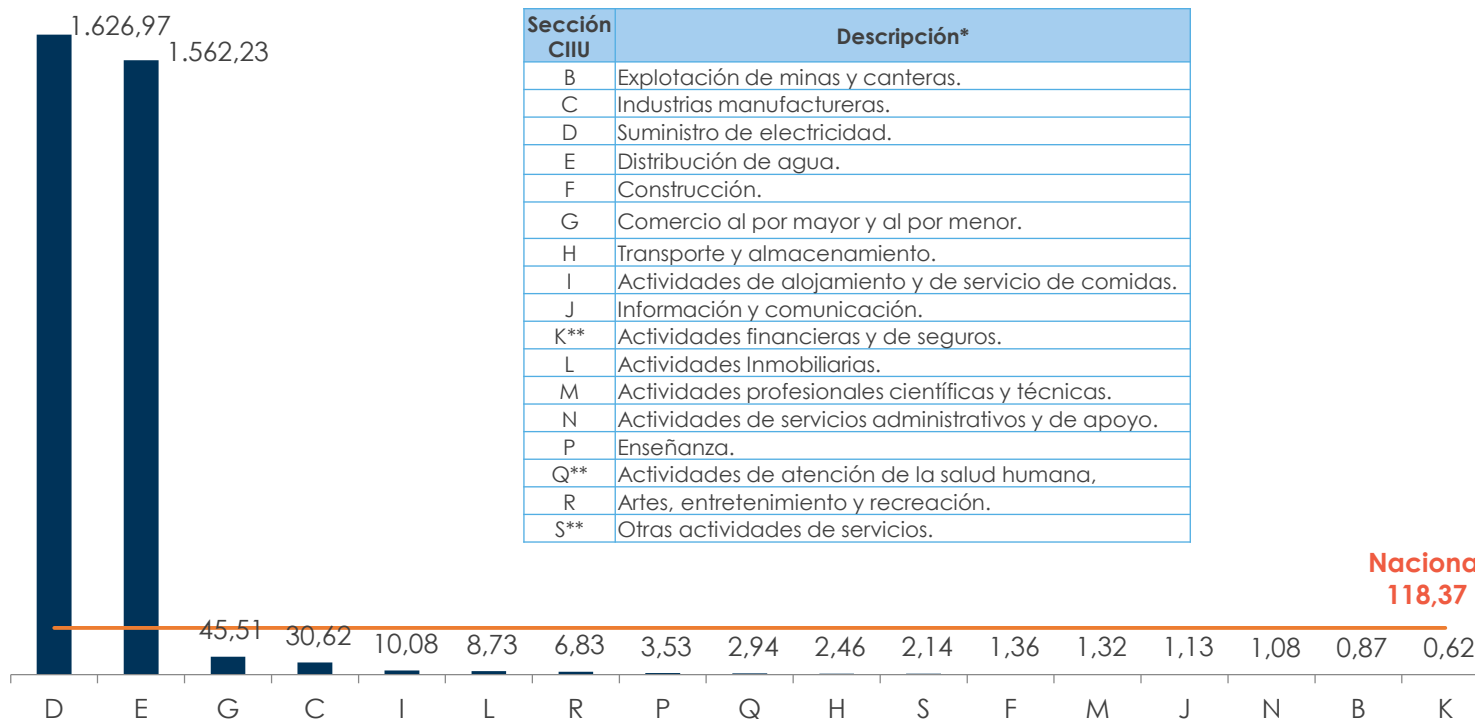 1.626,97
1.562,23
Sección CIIU Descripción*
B Explotación de minas y canteras.
C Industrias manufactureras.
D Suministro de electricidad.
E Distribución de agua.
F Construcción.
G Comercio al por mayor y al por menor.
H Transporte y almacenamiento.
I Actividades de alojamiento y de servicio de comidas.
J Información y comunicación.
K** Actividades financieras y de seguros.
L Actividades Inmobiliarias.
M Actividades profesionales científicas y técnicas.
N Actividades de servicios administrativos y de apoyo.
P Enseñanza.
Q** Actividades de atención de la salud humana,
R Artes, entretenimiento y recreación.
S** Otras actividades de servicios.
Naciona
118,37
45,51 30,62 10,08 8,73 6,83 3,53 2,94 2,46 2,14 1,36 1,32 1,13 1,08 0,87 0,62
D E G C I L R P Q H S F M J N B K